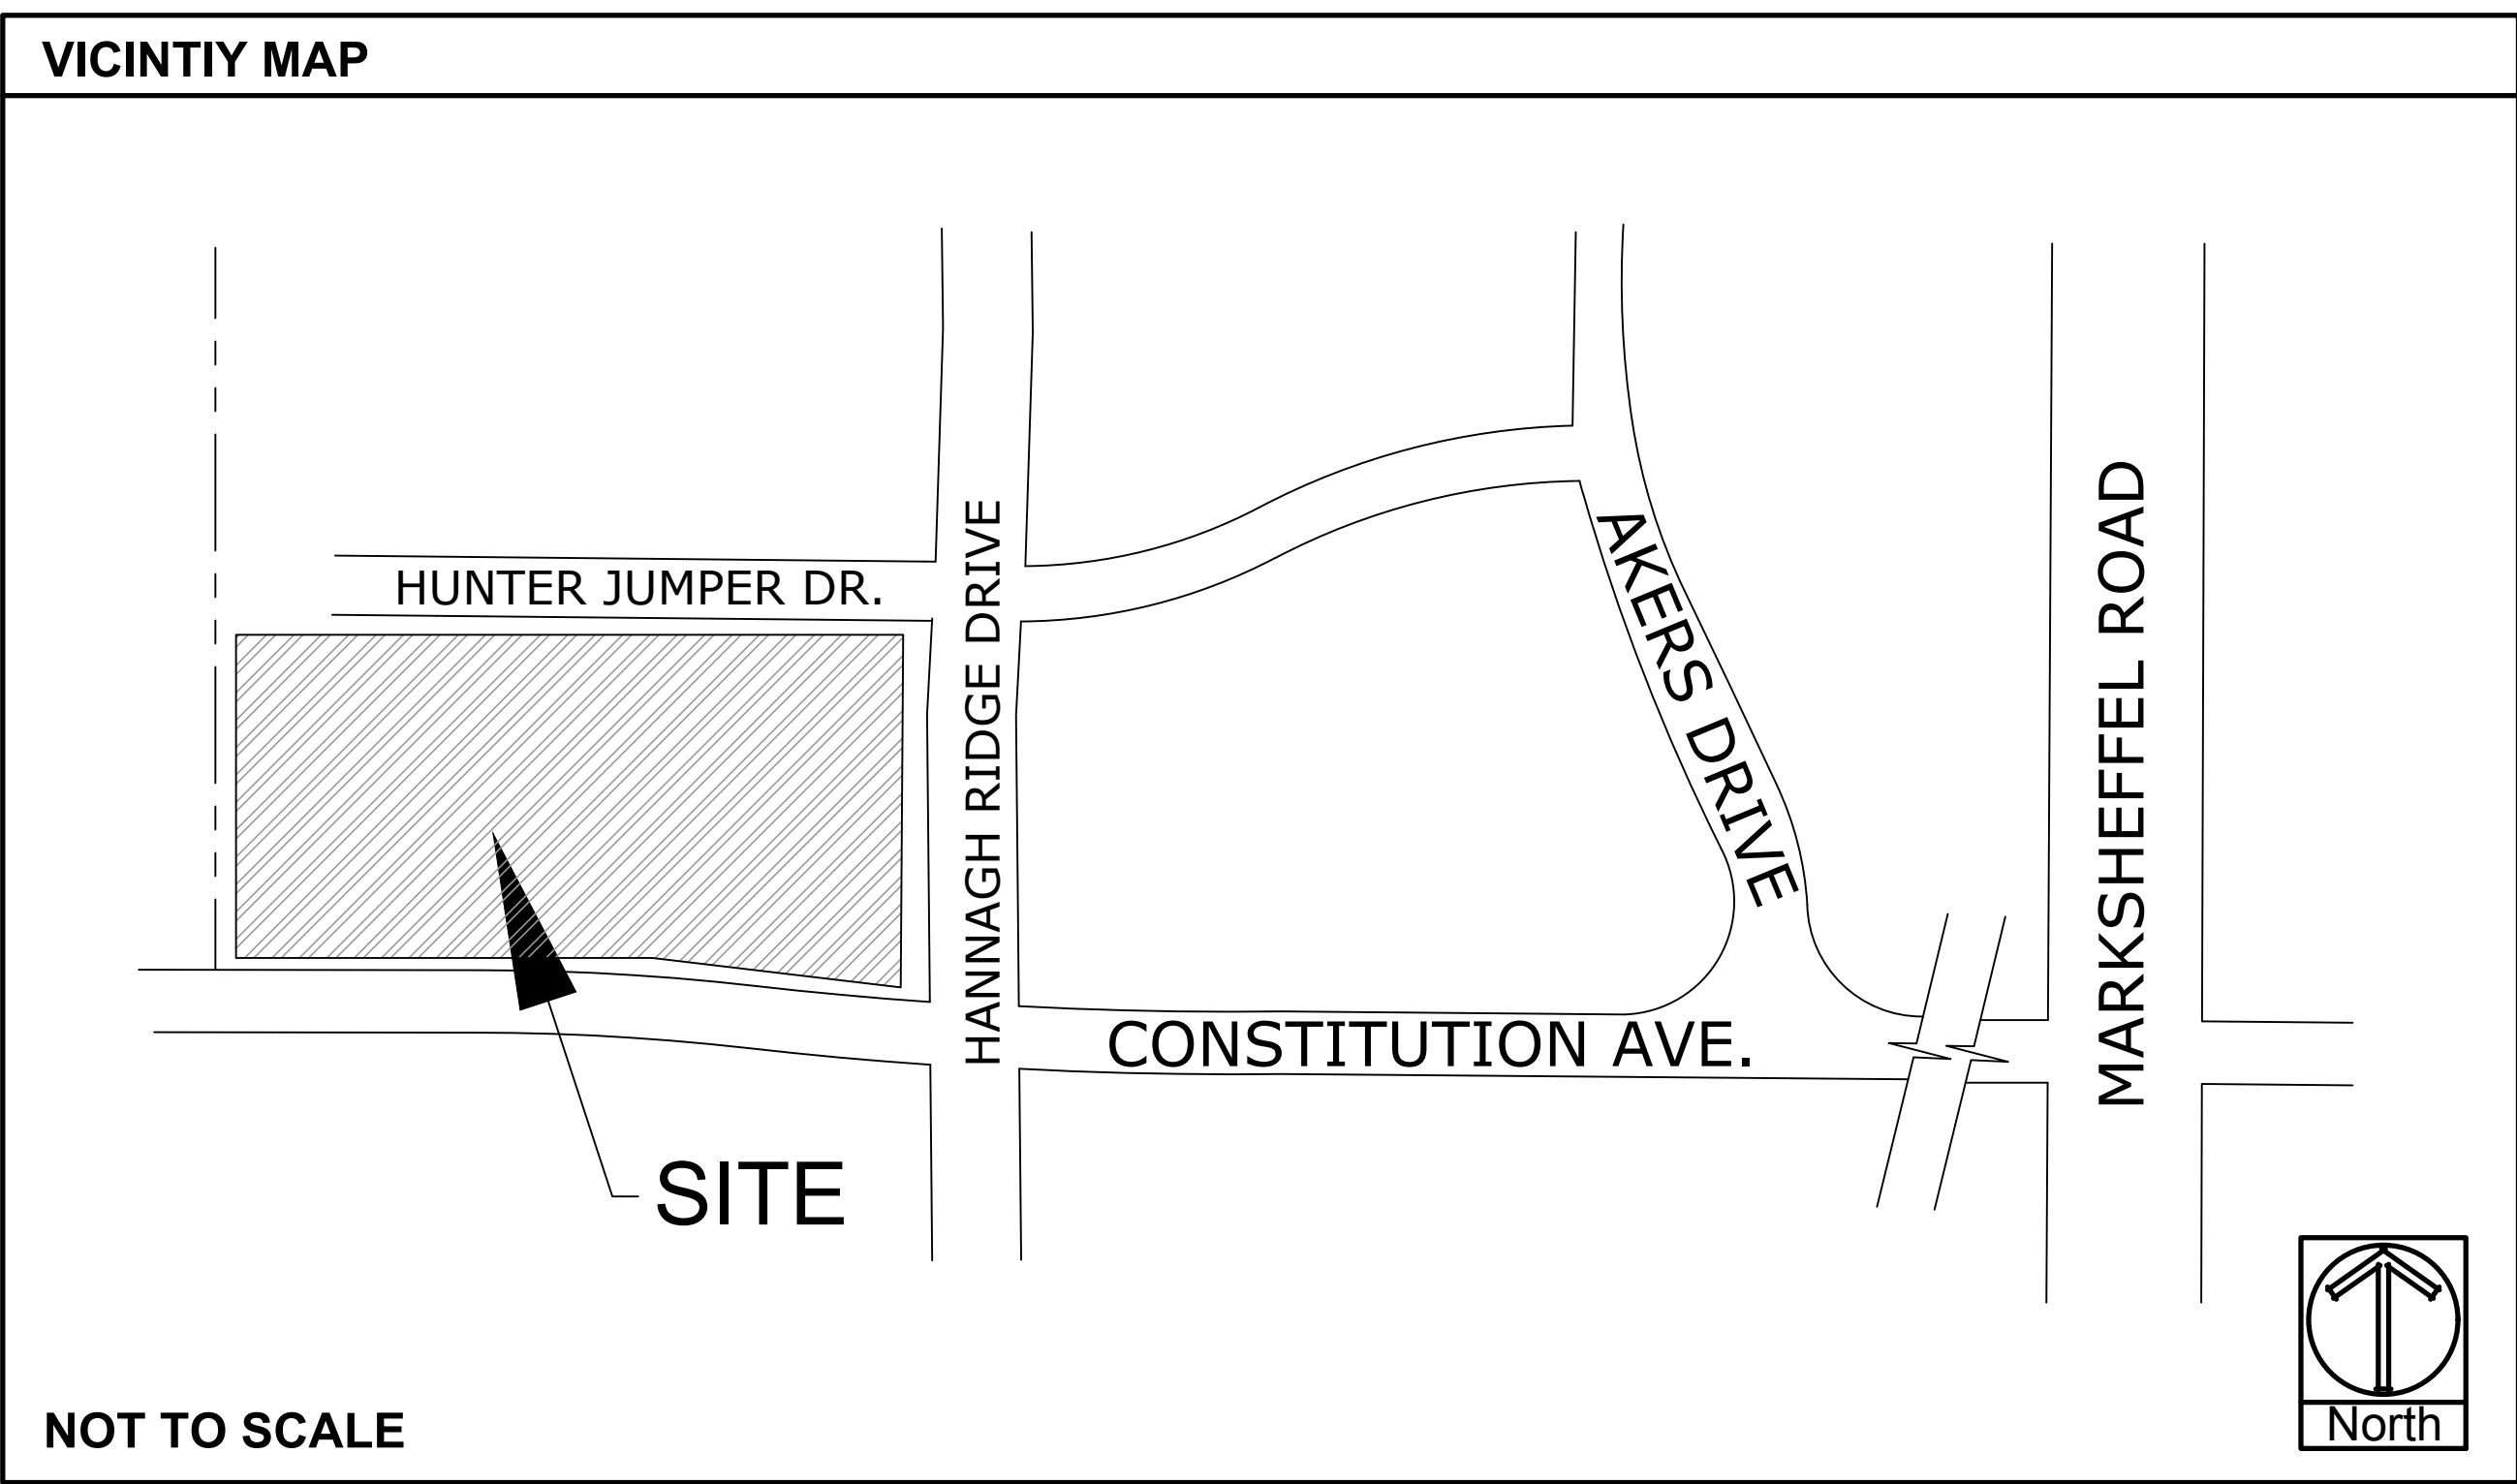 VICINTIY MAP
HUNTER JUMPER DR.
HANNAGH RIDGE DRIVE
AKERS DRIVE
MARKSHEFFEL ROAD
CONSTITUTION AVE.
SITE
NOT TO SCALE
North